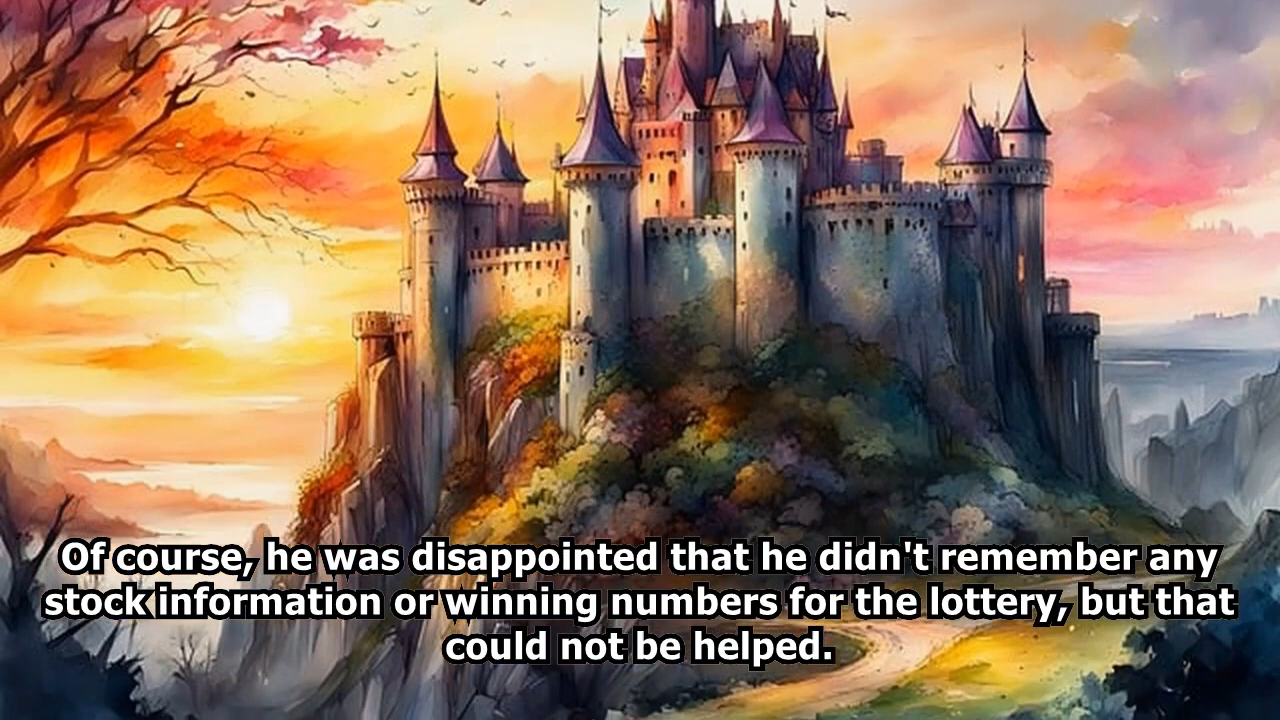 Of course, he was disappointed that he didn't remember any
stock information or winning numbers for the lottery, but that
could not be helped.